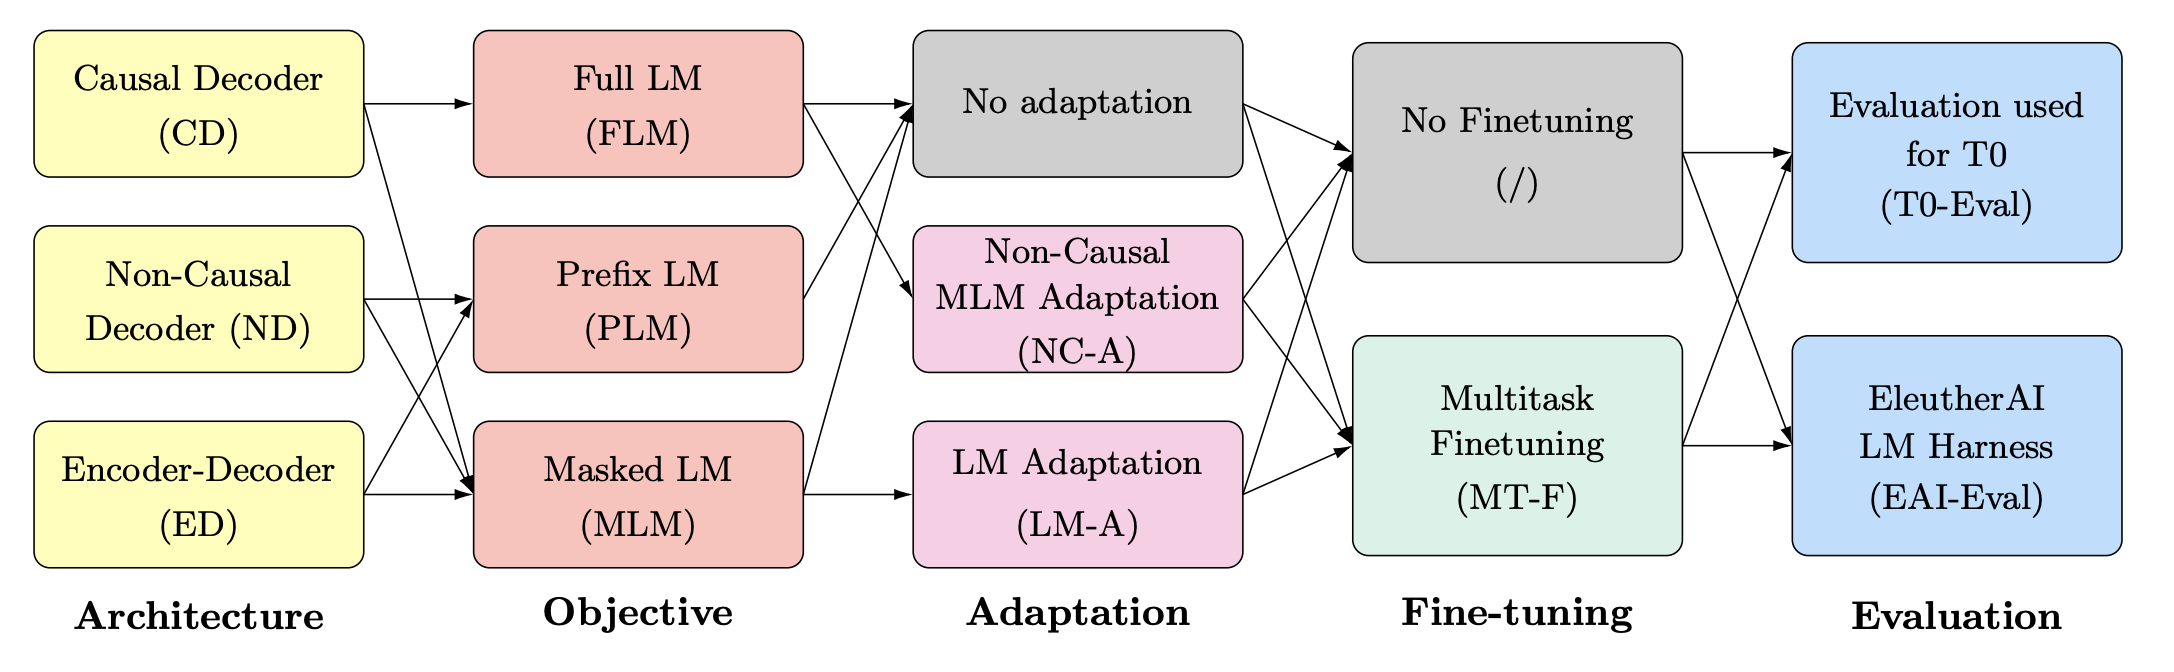 Causal Decoder
(CD)
Non-Causal
Decoder (ND)
Encoder-Decoder
(ED)
Architecture
Full LM
(FLM)
Prefix LM
(PLM)
Masked LM
(MLM)
Objective
No adaptation
Non-Causal
MLM Adaptation
(NC-A)
LM Adaptation
(LM-A)
Adaptation
No Finetuning
(/)
Multitask
Finetuning
(MT-F)
Fine-tuning
Evaluation used
for T0
(T0-Eval)
EleutherAI
LM Harness
(EAI-Eval)
Evaluation